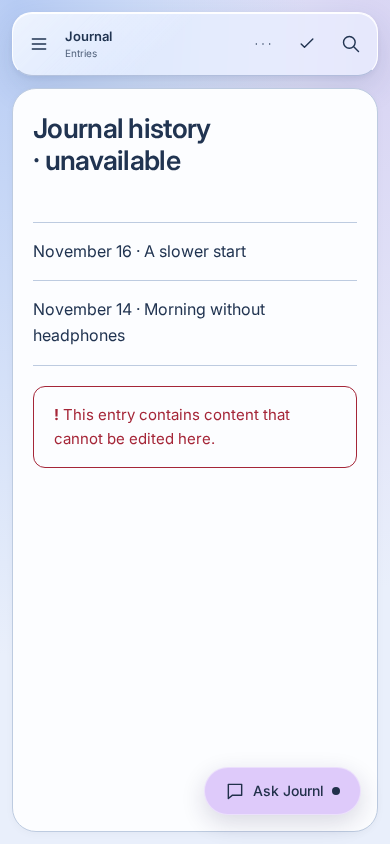 Journal
Entries
Journal history
· unavailable
November 16 · A slower start
November 14 · Morning without
headphones
! This entry contains content that
cannot be edited here.
Ask Journl